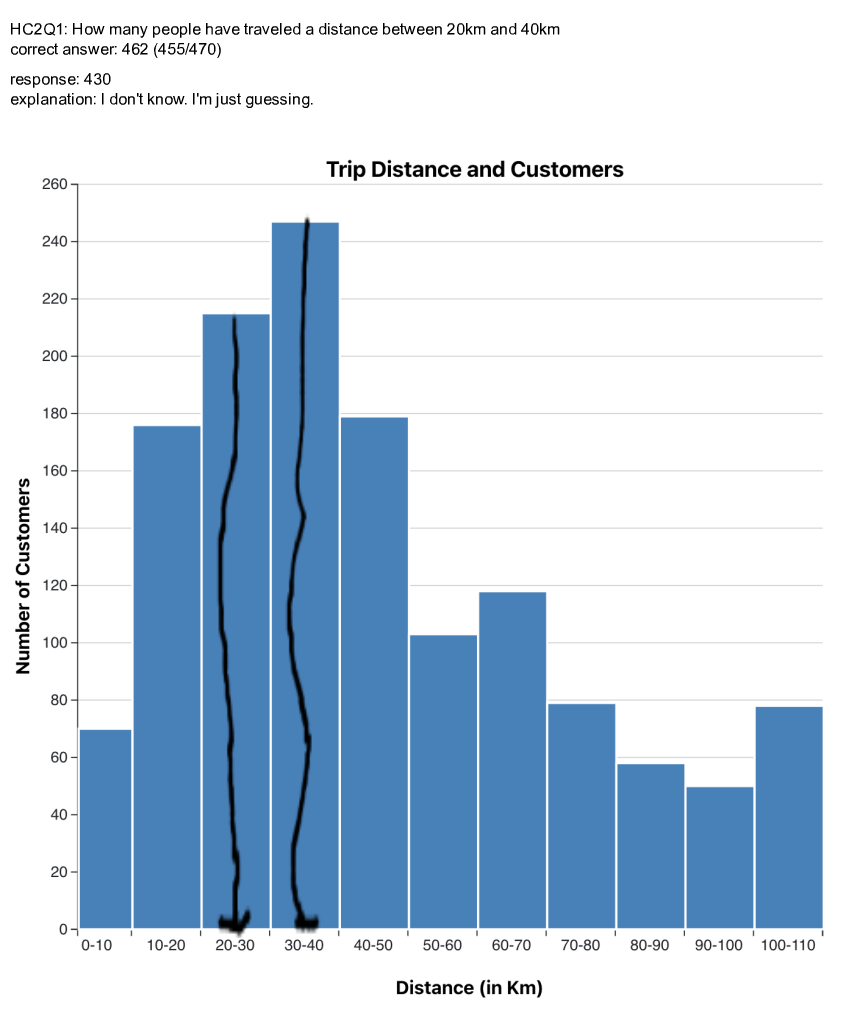 HC2Q1: How many people have traveled a distance between 20km and 40km
correct answer: 462 (455/470)
response: 430
explanation: I don't know. I'm just guessing.
Trip Distance and Customers
260
240
220
200
180
160
140
120
100
80
60
40
20
0
Number of Customers
0-10 10-20 20-30 30-40 40-50 50-60 60-70 70-80 80-90 90-100 100-110
Distance (in Km)